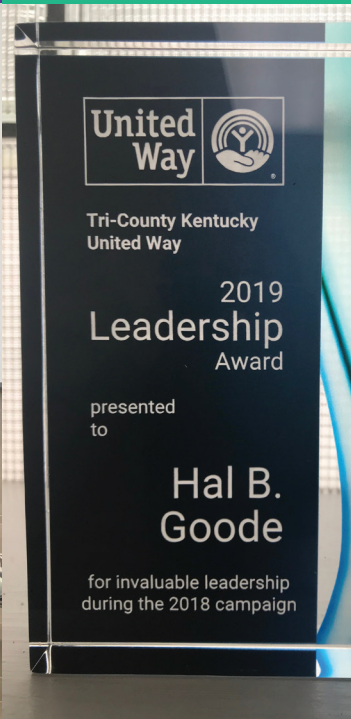 United
Way
Tri-County Kentucky
United Way
2019
Leadership
Award
presented
to
Hal B.
Goode
for invaluable leadership
during the 2018 campaign